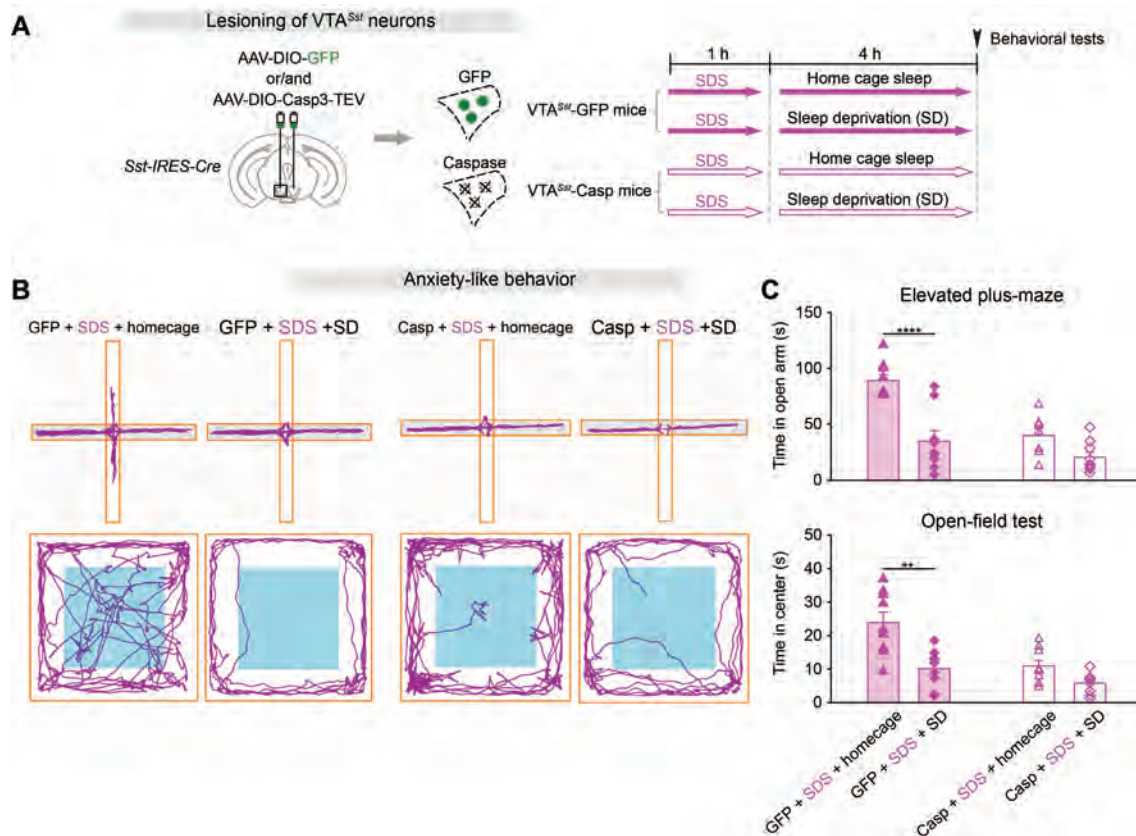 A
Lesioning of VTA^Sst neurons
AAV-DIO-GFP
or/and
AAV-DIO-Casp3-TEV
Sst-IRES-Cre
GFP
Caspase
VTA^Sst-GFP mice
VTA^Sst-Casp mice
1 h
4 h
Behavioral tests
SDS
Home cage sleep
SDS
Sleep deprivation (SD)
SDS
Home cage sleep
SDS
Sleep deprivation (SD)
B
Anxiety-like behavior
GFP + SDS + homecage
GFP + SDS +SD
Casp + SDS + homecage
Casp + SDS +SD
C
Elevated plus-maze
Time in open arm (s)
150
100
50
0
****
Open-field test
Time in center (s)
50
40
30
20
10
0
**
GFP + SDS + homecage
GFP + SDS + SD
Casp + SDS + homecage
Casp + SDS + SD